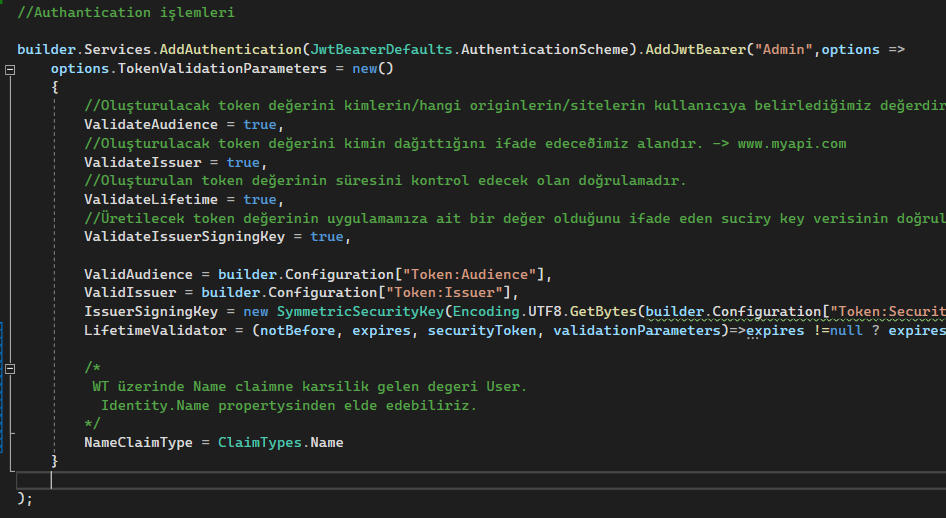 //Authantication işlemleri
builder.Services.AddAuthentication(JwtBearerDefaults.AuthenticationScheme).AddJwtBearer("Admin",options =>
options.TokenValidationParameters = new()
{
//Oluşturulacak token değerini kimlerin/hangi originlerin/sitelerin kullanıcıya belirlediğimiz değerdir
ValidateAudience = true,
//Oluşturulacak token değerini kimin dağıttığını ifade edeceðimiz alandır. -> www.myapi.com
ValidateIssuer = true,
//Oluşturulan token değerinin süresini kontrol edecek olan doğrulamadır.
ValidateLifetime = true,
//Üretilecek token değerinin uygulamamıza ait bir değer olduğunu ifade eden suciry key verisinin doğrul
ValidateIssuerSigningKey = true,
ValidAudience = builder.Configuration["Token:Audience"],
ValidIssuer = builder.Configuration["Token:Issuer"],
IssuerSigningKey = new SymmetricSecurityKey(Encoding.UTF8.GetBytes(builder.Configuration["Token:Securit
LifetimeValidator = (notBefore, expires, securityToken, validationParameters)=>expires !=null ? expires
/*
WT üzerinde Name claimne karsilik gelen degeri User.
Identity.Name propertysinden elde edebiliriz.
*/
NameClaimType = ClaimTypes.Name
}
);